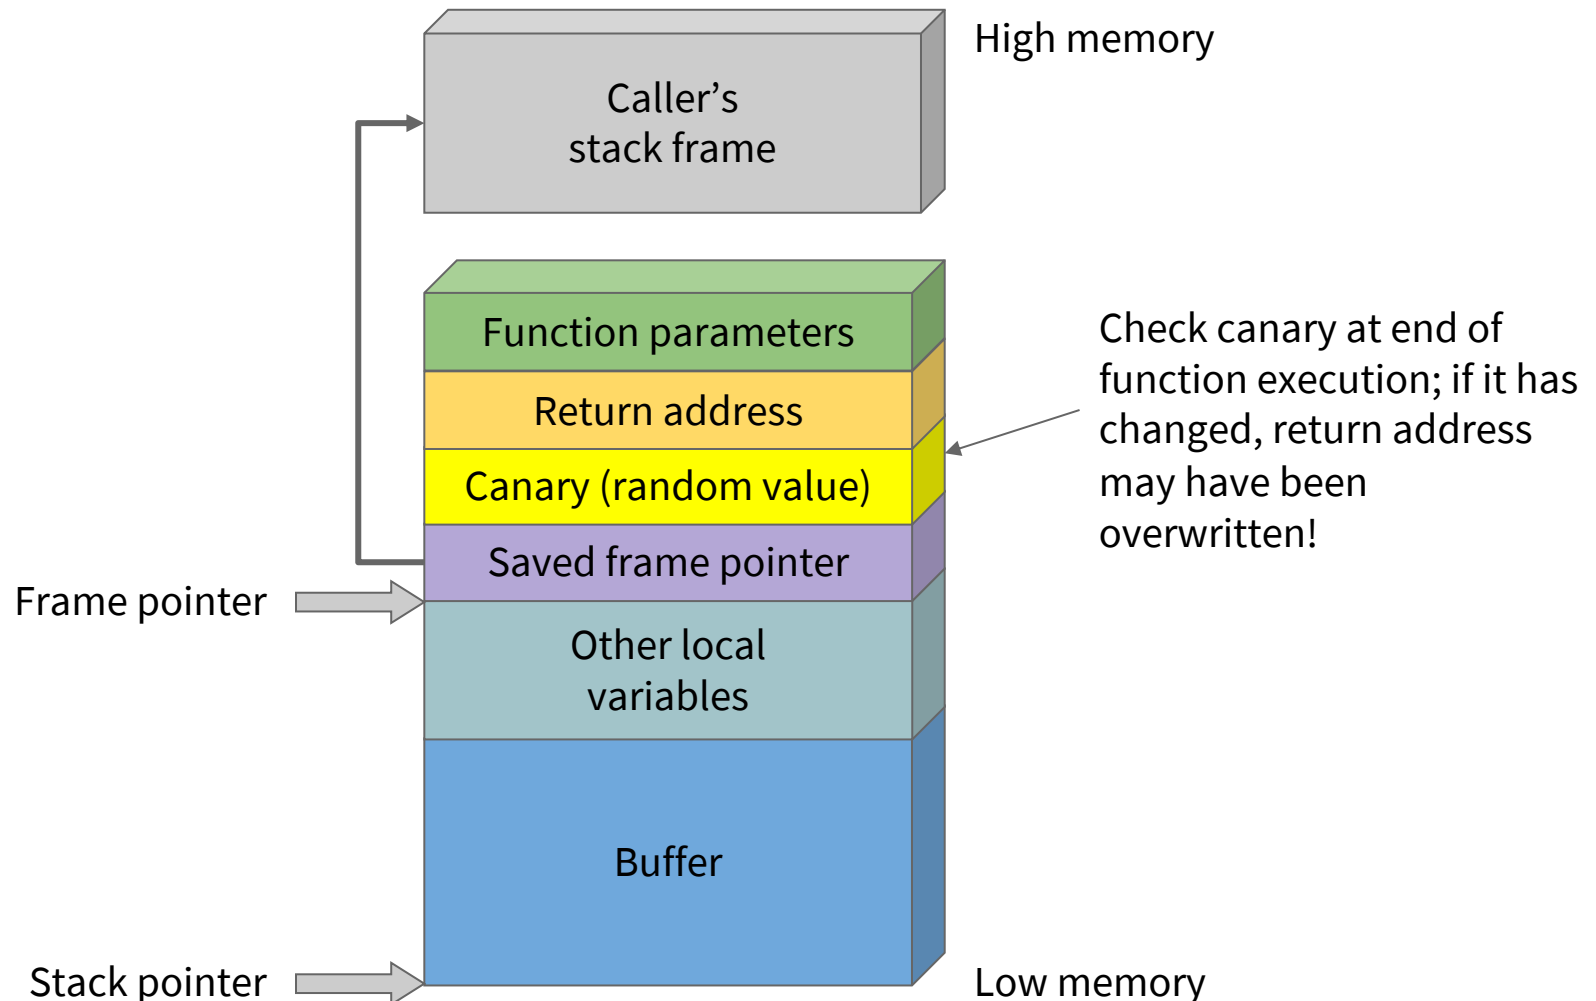 High memory
Caller’s
stack frame
Function parameters
Return address
Canary (random value)
Saved frame pointer
Check canary at end of
function execution; if it has
changed, return address
may have been
overwritten!
Frame pointer
Other local
variables
Buffer
Stack pointer
Low memory